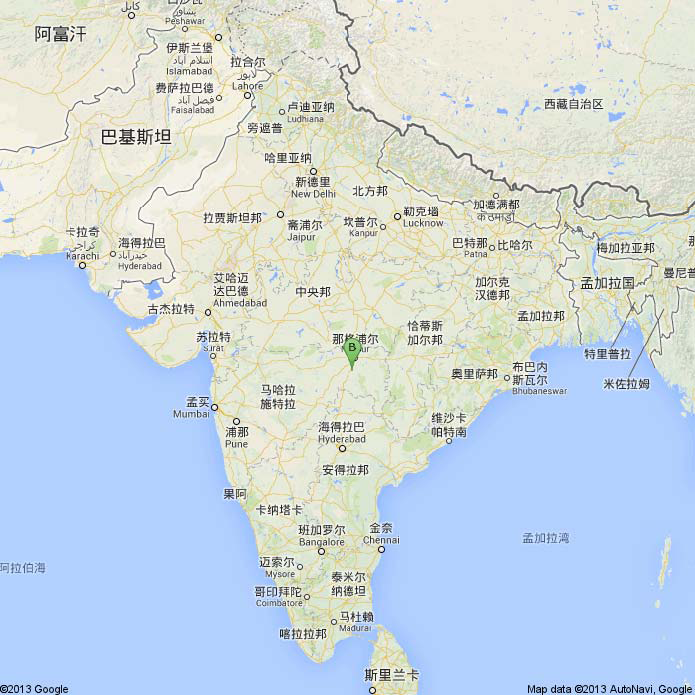 阿富汗
کابل
Peshawar
پشاور
伊斯兰堡
اسلام آباد
Islamabad
拉合尔
لاہور
Lahore
费萨拉巴德
فیصل آباد
Faisalabad
卢迪亚纳
Ludhiana
西藏自治区
旁遮普
巴基斯坦
哈里亚纳
新德里
New Delhi
北方邦
加德满都
काठमाडौं
拉贾斯坦邦
斋浦尔
Jaipur
坎普尔
Kanpur
勒克瑙
Lucknow
卡拉奇
كراچى
Karachi
海得拉巴
حیدرآباد
Hyderabad
巴特那
Patna
比哈尔
梅加拉亚邦
曼尼
艾哈迈
达巴德
Ahmedabad
中央邦
加尔克
汉德邦
孟加拉国
古杰拉特
孟加拉邦
苏拉特
Surat
那格浦尔
B
恰蒂斯
加尔邦
特里普拉
米佐拉姆
奥里萨邦
布巴内
斯瓦尔
Bhubaneswar
马哈拉
施特拉
孟买
Mumbai
浦那
Pune
海得拉巴
Hyderabad
维沙卡
帕特南
安得拉邦
果阿
卡纳塔卡
班加罗尔
Bangalore
金奈
Chennai
孟加拉湾
阿拉伯海
迈索尔
Mysore
泰米尔
纳德坦
哥印拜陀
Coimbatore
马杜赖
Madurai
喀拉拉邦
斯里兰卡
©2013 Google
Map data ©2013 AutoNavi, Google